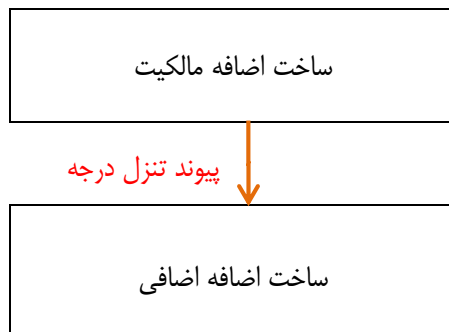 ساخت اضافه مالکیت
پیوند تنزل درجه
ساخت اضافه اضافی